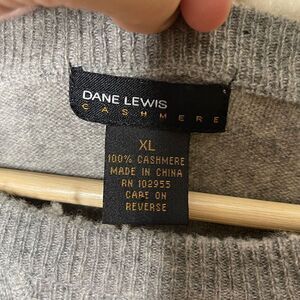 DANE LEWIS
CASHMERE
XL
100% CASHMERE
MADE IN CHINA
RN 102955
CARE ON
REVERSE